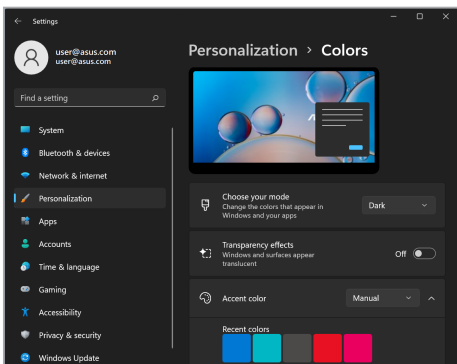 Settings
user@asus.com
user@asus.com
Find a setting
System
Bluetooth & devices
Network & internet
Personalization
Apps
Accounts
Time & language
Gaming
Accessibility
Privacy & security
Windows Update
Personalization > Colors
Choose your mode
Change the colors that appear in
Windows and your apps
Dark
Transparency effects
Windows and surfaces appear
translucent
Off
Accent color
Manual
Recent colors